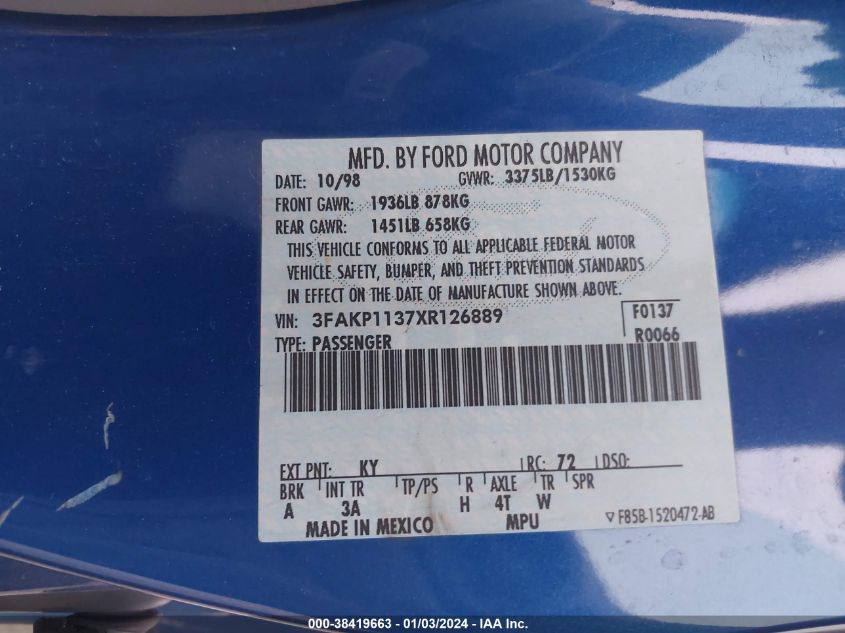 MFD. BY FORD MOTOR COMPANY
DATE: 10/98 GVWR: 3375LB/1530KG
FRONT GAWR: 1936LB 878KG
REAR GAWR: 1451LB 658KG
THIS VEHICLE CONFORMS TO ALL APPLICABLE FEDERAL MOTOR
VEHICLE SAFETY, BUMPER, AND THEFT PREVENTION STANDARDS
IN EFFECT ON THE DATE OF MANUFACTURE SHOWN ABOVE.
VIN: 3FAKP1137XR126889 F0137
TYPE: PASSENGER R0066
EXT PNT: KY RC: 72 DSO:
BRK INT TR TP/PS R AXLE TR SPR
A 3A H 4T W
MADE IN MEXICO MPU ▽ F85B-1520472-AB
000-38419663 - 01/03/2024 - IAA Inc.